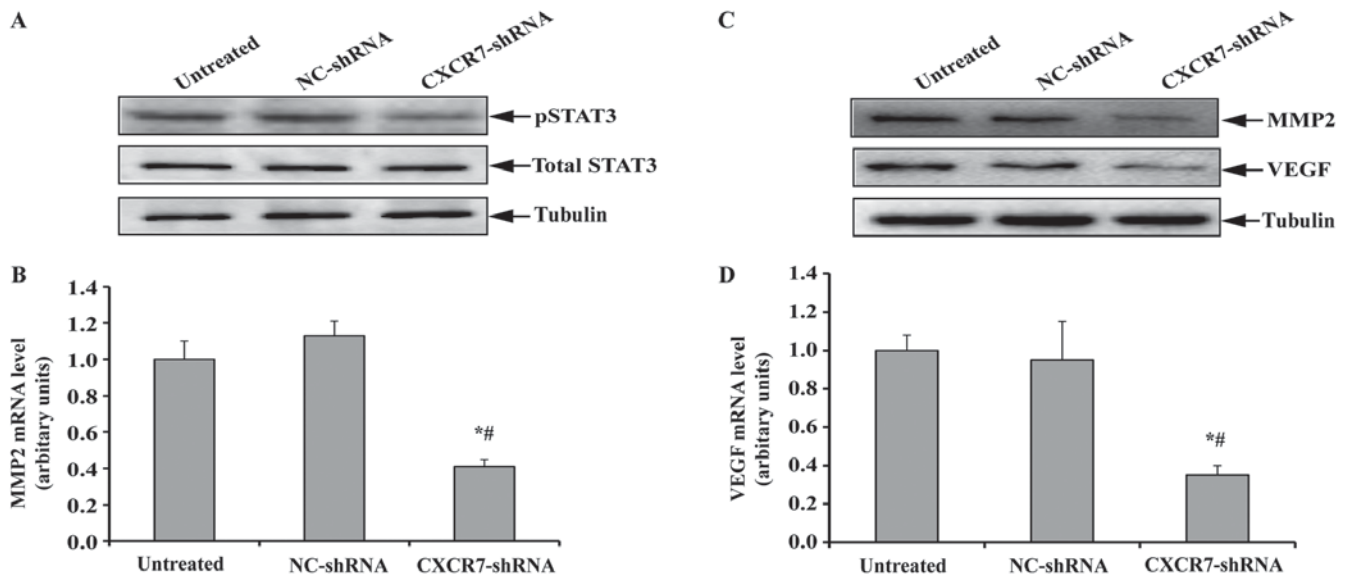 A
Untreated
NC-shRNA
CXCR7-shRNA
pSTAT3
Total STAT3
Tubulin
C
Untreated
NC-shRNA
CXCR7-shRNA
MMP2
VEGF
Tubulin
B
MMP2 mRNA level
(arbitary units)
1.4
1.2
1.0
0.8
0.6
0.4
0.2
0.0
*#
Untreated
NC-shRNA
CXCR7-shRNA
D
VEGF mRNA level
(arbitary units)
1.4
1.2
1.0
0.8
0.6
0.4
0.2
0.0
*#
Untreated
NC-shRNA
CXCR7-shRNA